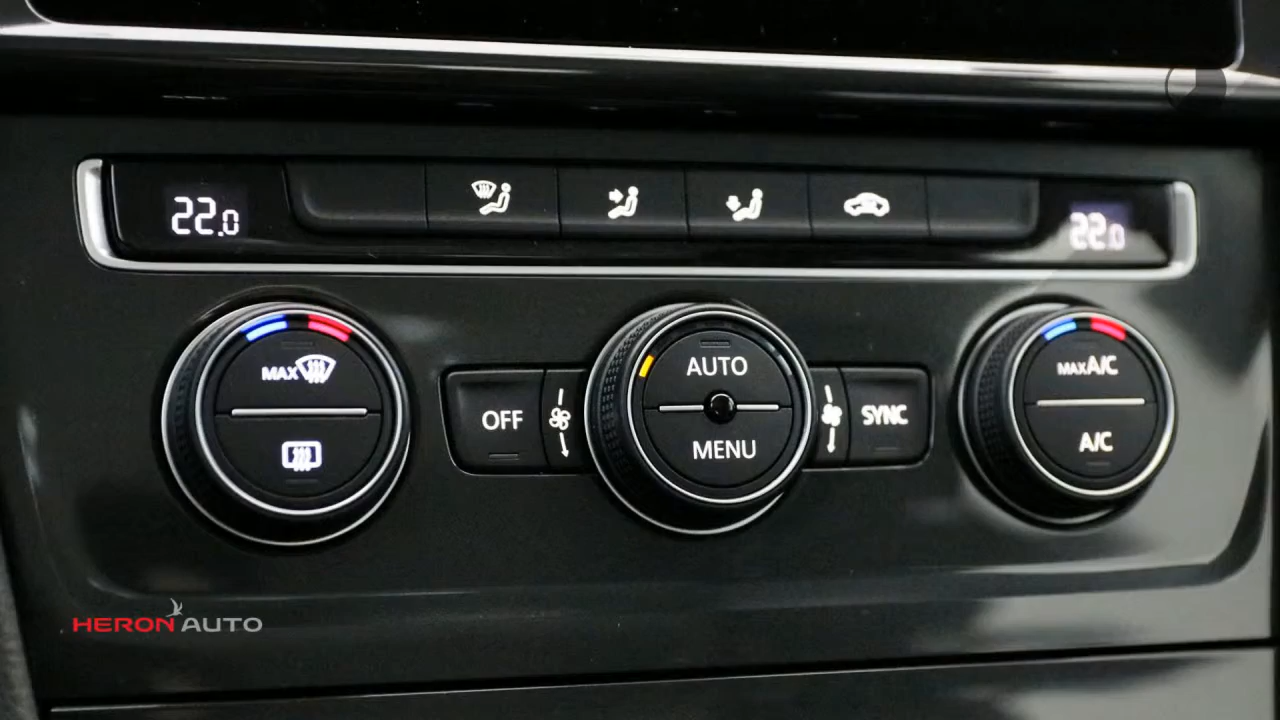 22.0
22.0
MAX
OFF
AUTO
MENU
SYNC
MAX A/C
A/C
HERON AUTO